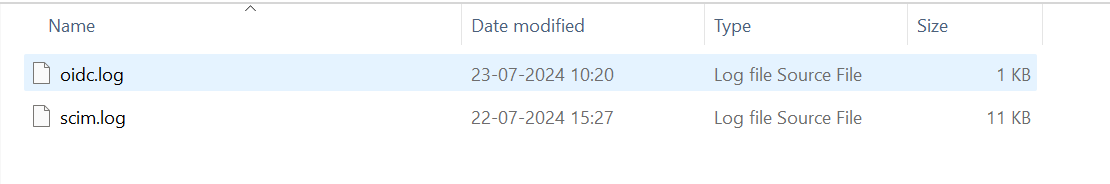 Name Date modified Type Size
oidc.log 23-07-2024 10:20 Log file Source File 1 KB
scim.log 22-07-2024 15:27 Log file Source File 11 KB